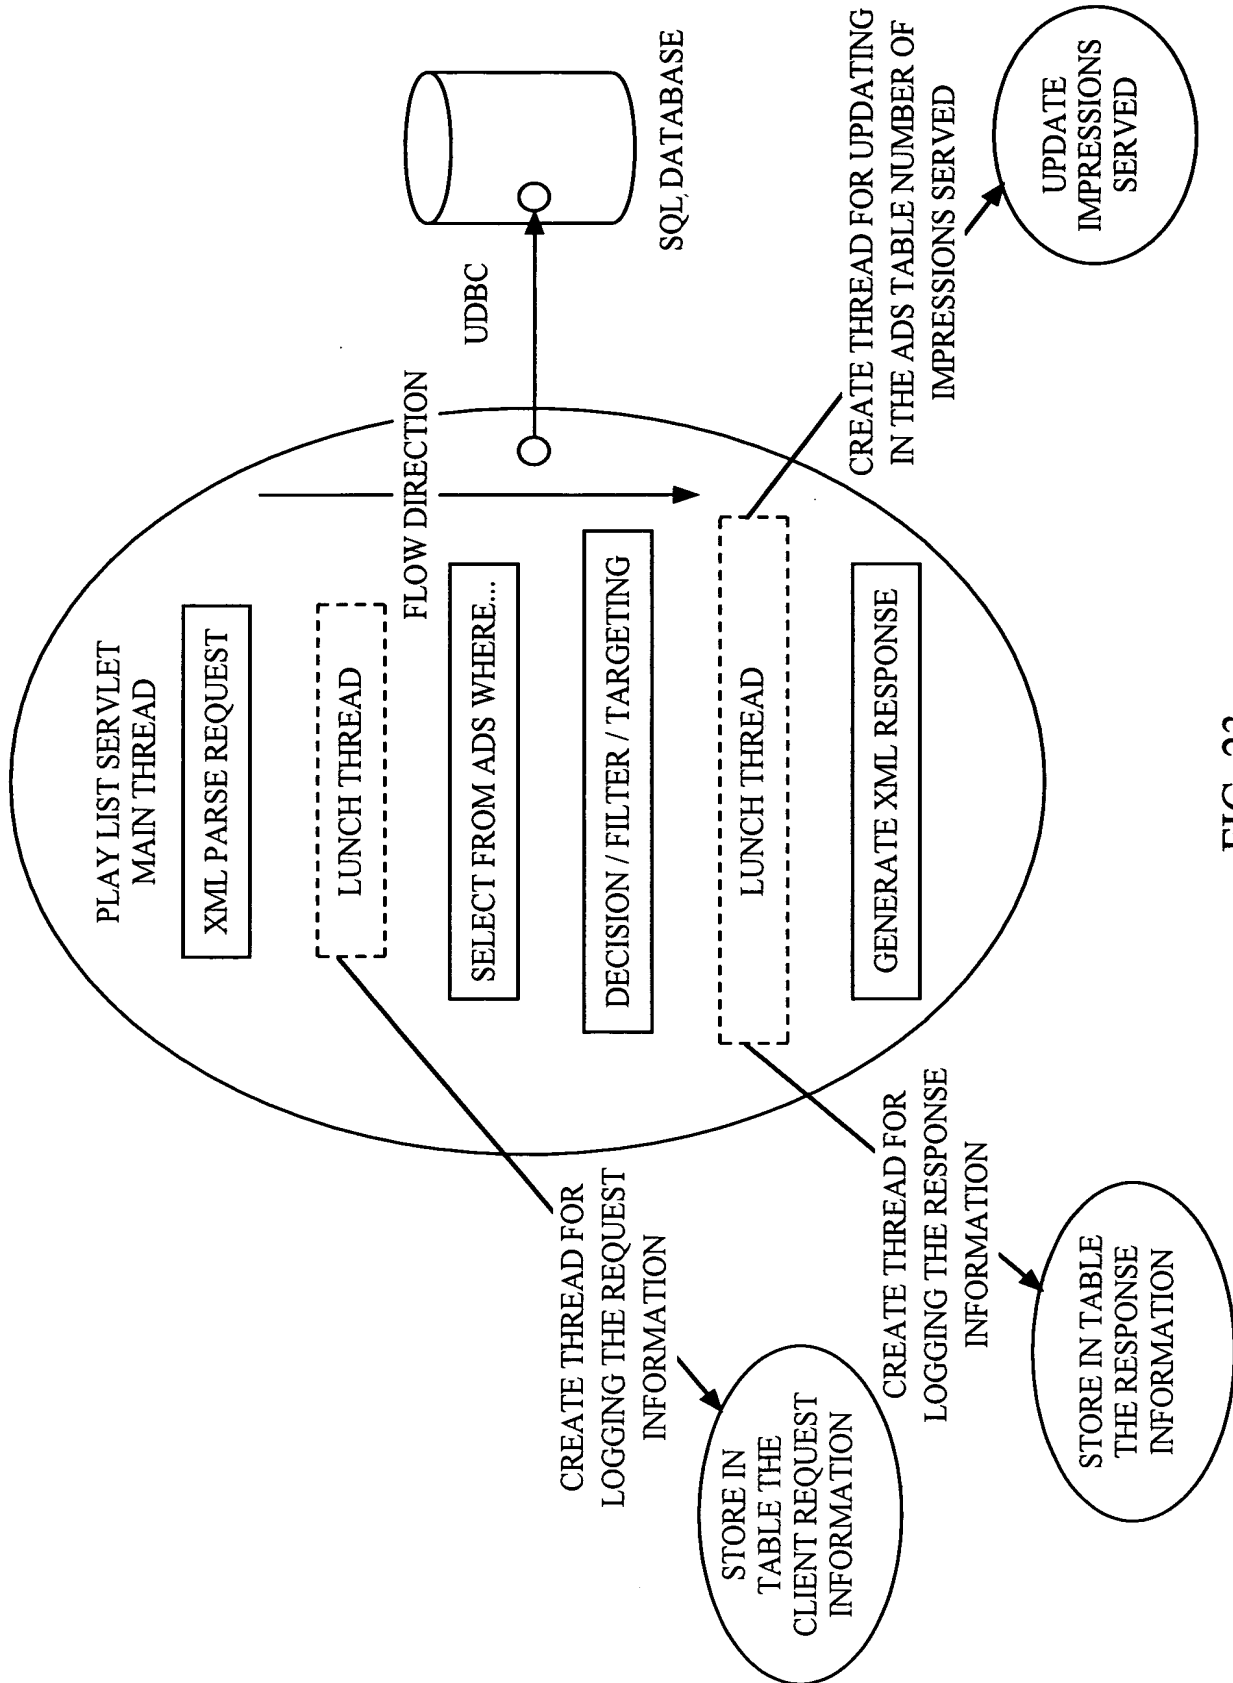 PLAY LIST SERVLET
MAIN THREAD
XML PARSE REQUEST
LUNCH THREAD
FLOW DIRECTION
SELECT FROM ADS WHERE...
DECISION / FILTER / TARGETING
LUNCH THREAD
GENERATE XML RESPONSE
UDBC
SQL, DATABASE
CREATE THREAD FOR
LOGGING THE REQUEST
INFORMATION
STORE IN
TABLE THE
CLIENT REQUEST
INFORMATION
CREATE THREAD FOR
LOGGING THE RESPONSE
INFORMATION
STORE IN TABLE
THE RESPONSE
INFORMATION
CREATE THREAD FOR UPDATING
IN THE ADS TABLE NUMBER OF
IMPRESSIONS SERVED
UPDATE
IMPRESSIONS
SERVED